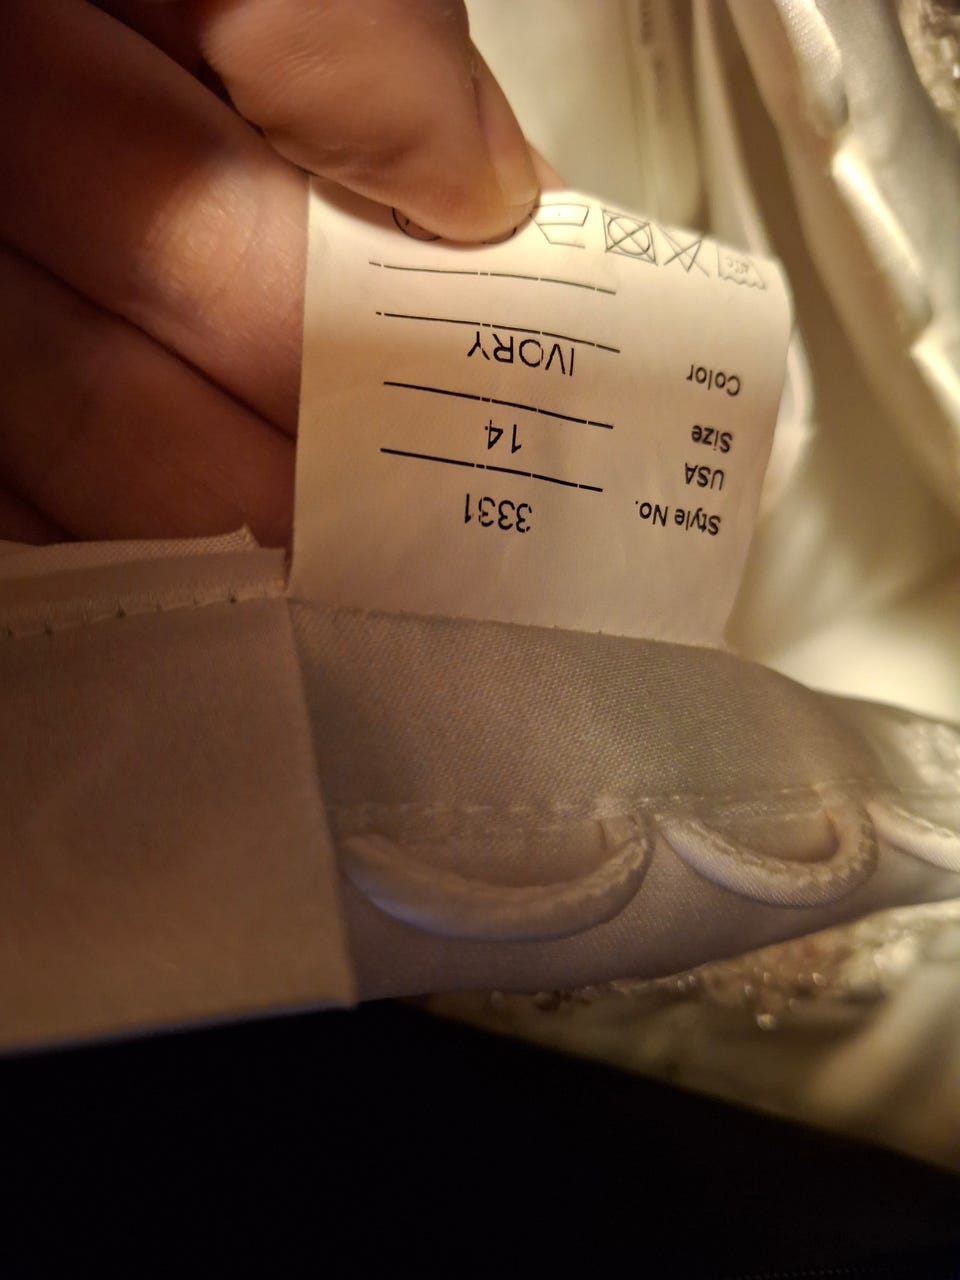 Style No. 3331
USA
Size 14
Color IVORY